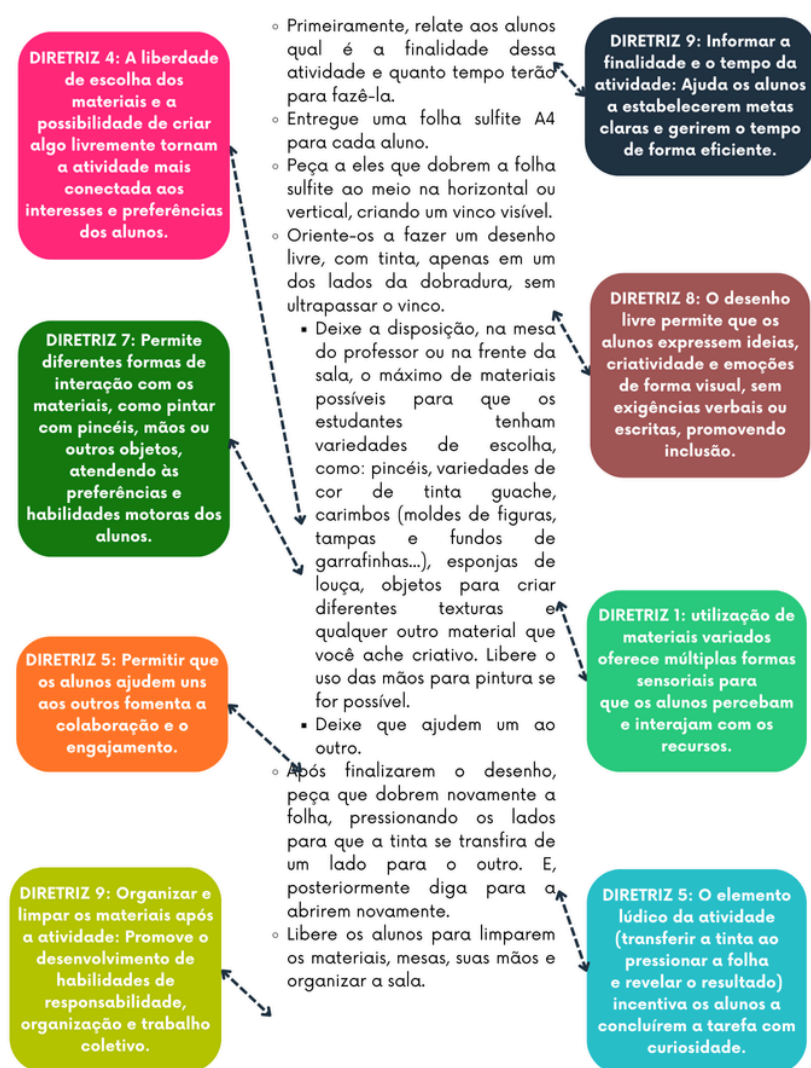 Primeiramente, relate aos alunos
qual é a finalidade dessa
atividade e quanto tempo terão
para fazê-la.
Entregue uma folha sulfite A4
para cada aluno.
Peça a eles que dobrem a folha
sulfite ao meio na horizontal ou
vertical, criando um vinco visível.
Oriente-os a fazer um desenho
livre, com tinta, apenas em um
dos lados da dobradura, sem
ultrapassar o vinco.
Deixe a disposição, na mesa
do professor ou na frente da
sala, o máximo de materiais
possíveis para que os
estudantes tenham
variedades de escolha,
como: pincéis, variedades de
cor de tinta guache,
carimbos (moldes de figuras,
tampas e fundos de
garrafinhas...), esponjas de
louça, objetos para criar
diferentes texturas e
qualquer outro material que
você ache criativo. Libere o
uso das mãos para pintura se
for possível.
Deixe que ajudem um ao
outro.
Após finalizarem o desenho,
peça que dobrem novamente a
folha, pressionando os lados
para que a tinta se transfira de
um lado para o outro. E,
posteriormente diga para a
abrirem novamente.
Libere os alunos para limparem
os materiais, mesas, suas mãos e
organizar a sala.
DIRETRIZ 4: A liberdade
de escolha dos
materiais e a
possibilidade de criar
algo livremente tornam
a atividade mais
conectada aos
interesses e preferências
dos alunos.
DIRETRIZ 7: Permite
diferentes formas de
interação com os
materiais, como pintar
com pincéis, mãos ou
outros objetos,
atendendo às
preferências e
habilidades motoras dos
alunos.
DIRETRIZ 5: Permitir que
os alunos ajudem uns
aos outros fomenta a
colaboração e o
engajamento.
DIRETRIZ 9: Organizar e
limpar os materiais após
a atividade: Promove o
desenvolvimento de
habilidades de
responsabilidade,
organização e trabalho
coletivo.
DIRETRIZ 9: Informar a
finalidade e o tempo da
atividade: Ajuda os alunos
a estabelecerem metas
claras e gerirem o tempo
de forma eficiente.
DIRETRIZ 8: O desenho
livre permite que os
alunos expressem ideias,
criatividade e emoções
de forma visual, sem
exigências verbais ou
escritas, promovendo
inclusão.
DIRETRIZ 1: utilização de
materiais variados
oferece múltiplas formas
sensoriais para
que os alunos percebam
e interajam com os
recursos.
DIRETRIZ 5: O elemento
lúdico da atividade
(transferir a tinta ao
pressionar a folha
e revelar o resultado)
incentiva os alunos a
concluírem a tarefa com
curiosidade.